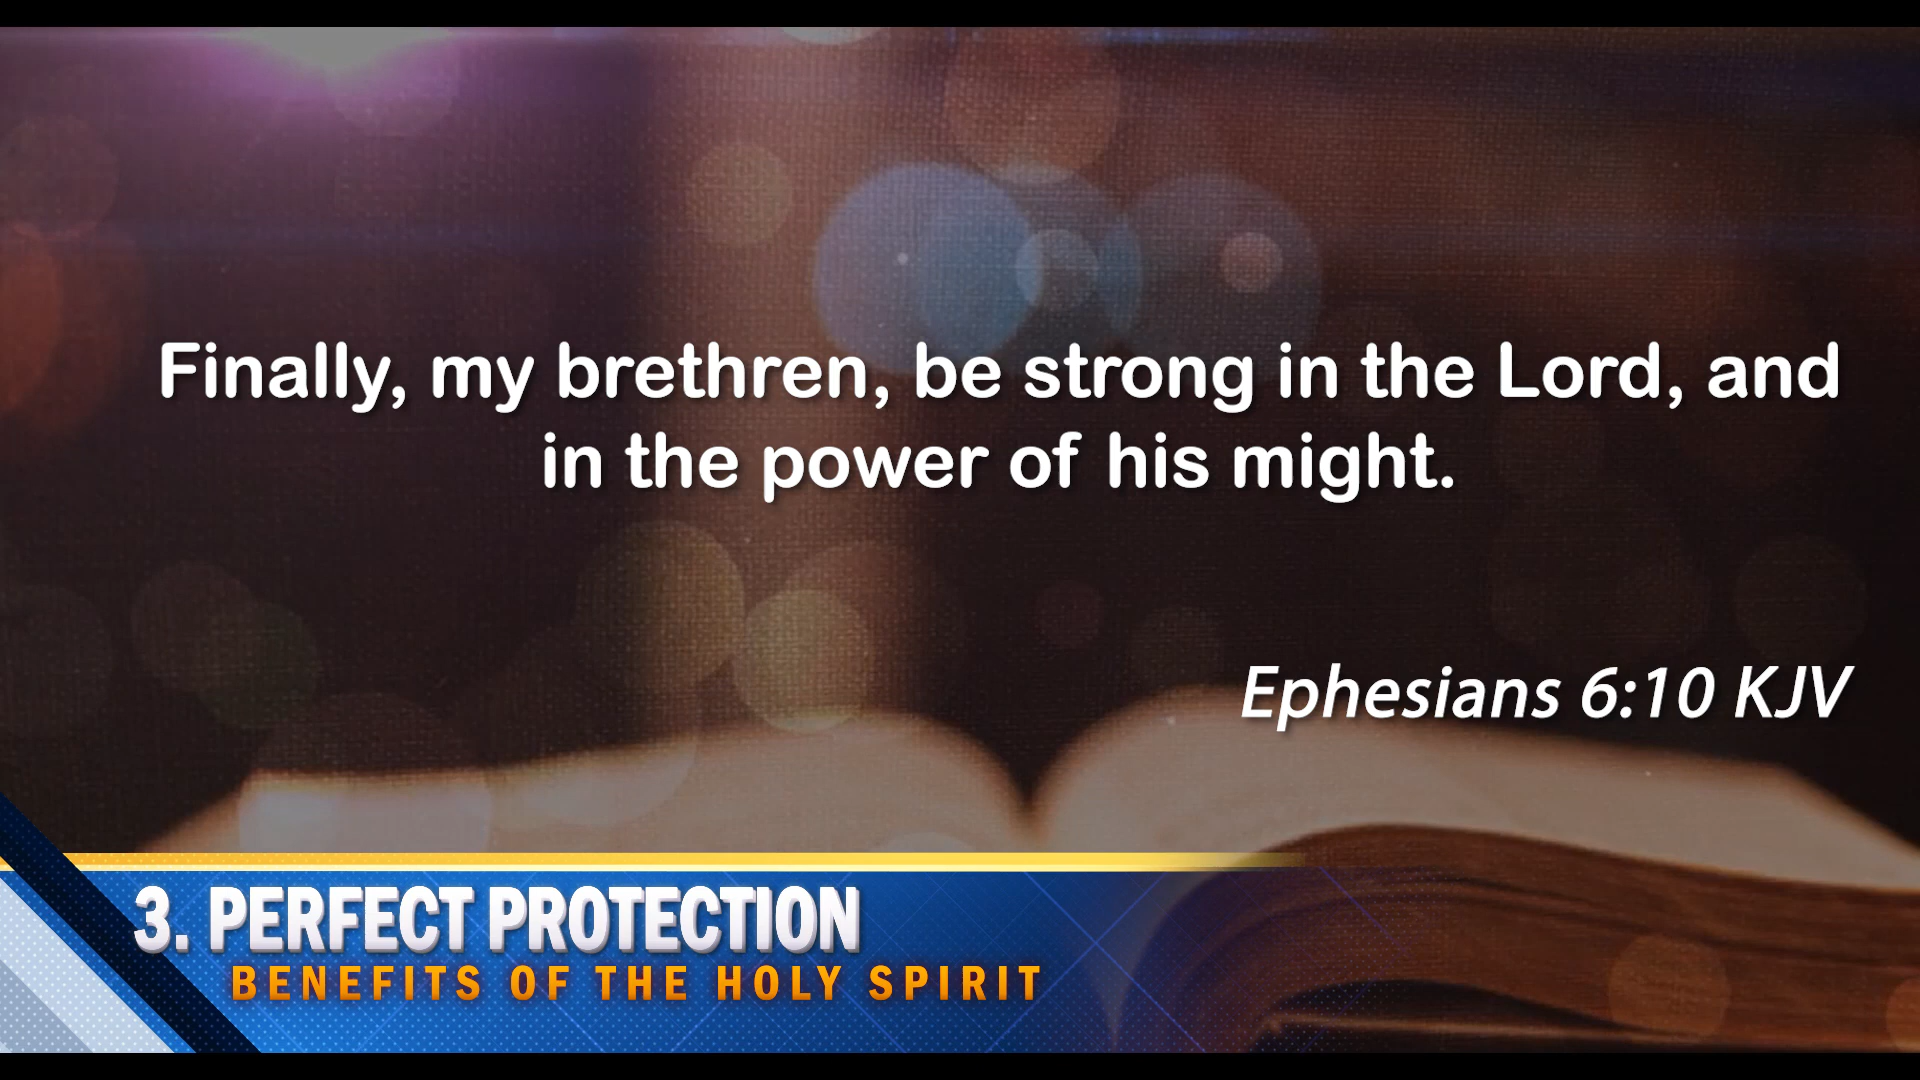 Finally, my brethren, be strong in the Lord, and
in the power of his might.
Ephesians 6:10 KJV
3. PERFECT PROTECTION
BENEFITS OF THE HOLY SPIRIT